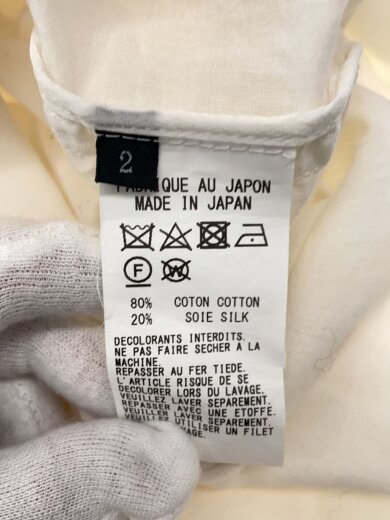 2
FABRIQUE AU JAPON
MADE IN JAPAN
F W
80% COTON COTTON
20% SOIE SILK
DECOLORANTS INTERDITS.
NE PAS FAIRE SECHER A LA
MACHINE.
REPASSER AU FER TIEDE.
L'ARTICLE RISQUE DE SE
DECOLORER LORS DU LAVAGE.
VEUILLEZ LAVER SEPAREMENT.
REPASSER AVEC UNE ETOFFE.
VEUILLER LAVER SEPAREMENT.
VEUILLEZ UTILISER UN FILET
LAVAGE.